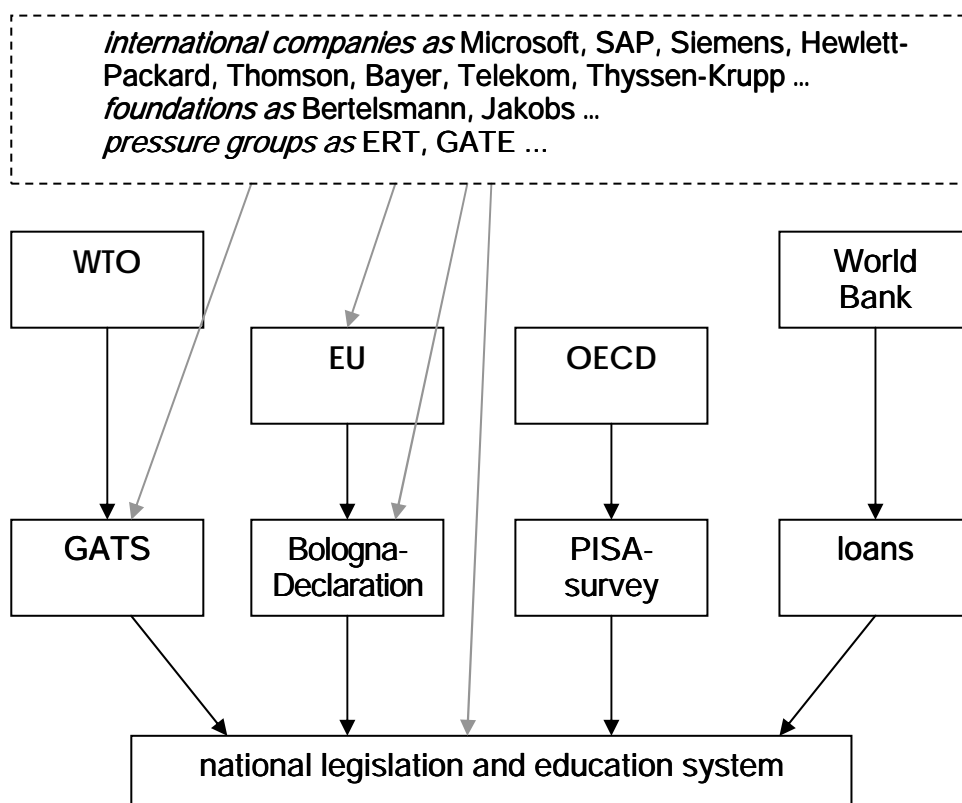 international companies as Microsoft, SAP, Siemens, Hewlett-
Packard, Thomson, Bayer, Telekom, Thyssen-Krupp ...
foundations as Bertelsmann, Jakobs ...
pressure groups as ERT, GATE ...
WTO
World
Bank
EU
OECD
GATS
Bologna-
Declaration
PISA-
survey
loans
national legislation and education system